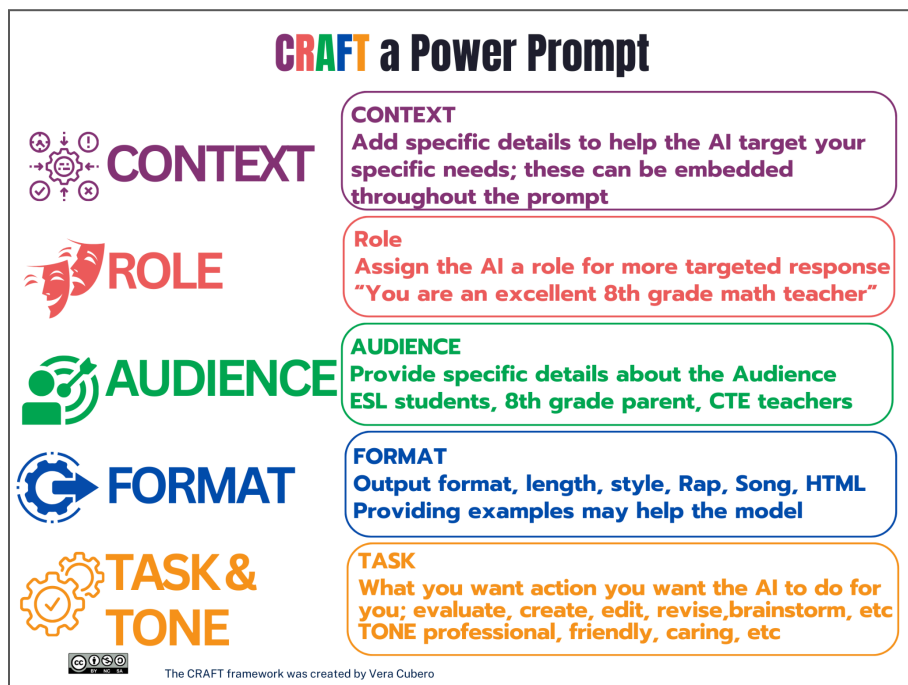 CRAFT a Power Prompt
CONTEXT
CONTEXT
Add specific details to help the AI target your
specific needs; these can be embedded
throughout the prompt
ROLE
Role
Assign the AI a role for more targeted response
“You are an excellent 8th grade math teacher”
AUDIENCE
AUDIENCE
Provide specific details about the Audience
ESL students, 8th grade parent, CTE teachers
FORMAT
FORMAT
Output format, length, style, Rap, Song, HTML
Providing examples may help the model
TASK &
TONE
TASK
What you want action you want the AI to do for
you; evaluate, create, edit, revise,brainstorm, etc
TONE professional, friendly, caring, etc
cc
BY NC SA
The CRAFT framework was created by Vera Cubero